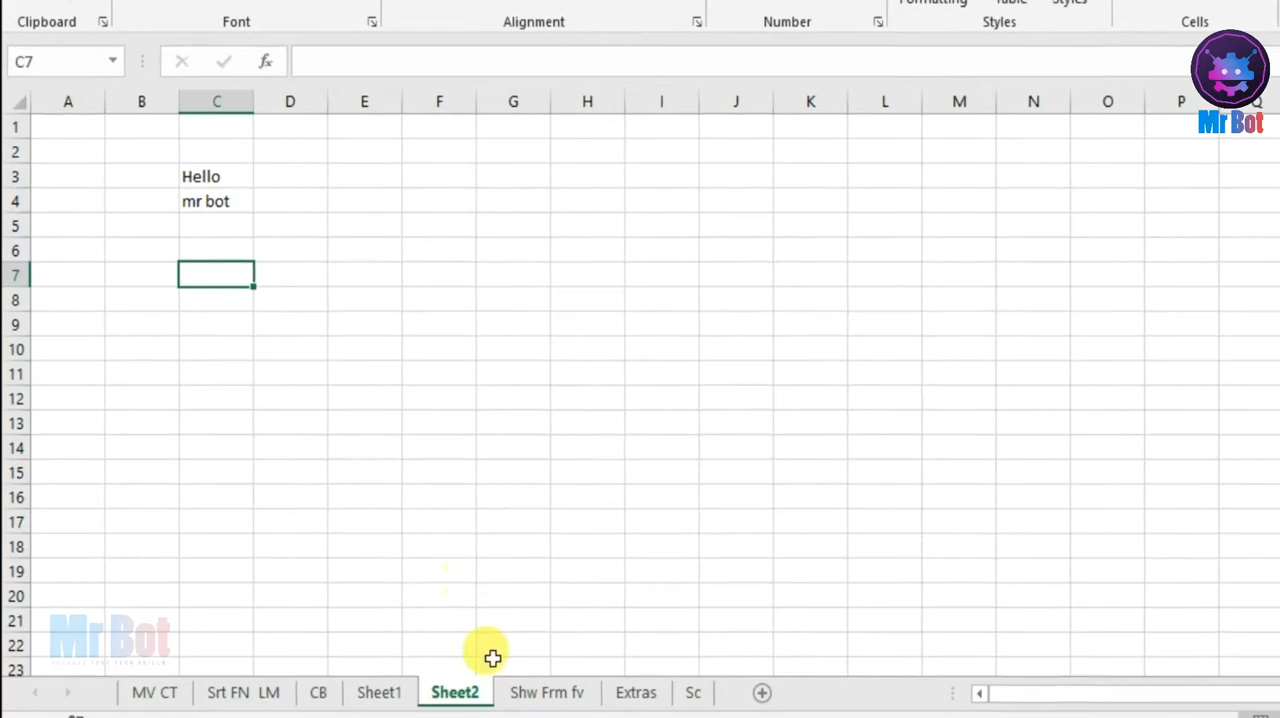 Clipboard Font Alignment Number Styles Cells
C7 fx
A B C D E F G H I J K L M N O P Q
Mr Bot
1
2
3 Hello
4 mr bot
5
6
7
8
9
10
11
12
13
14
15
16
17
18
19
20
21
22
23
Mr Bot
MV CT Srt FN LM CB Sheet1 Sheet2 Shw Frm fv Extras Sc